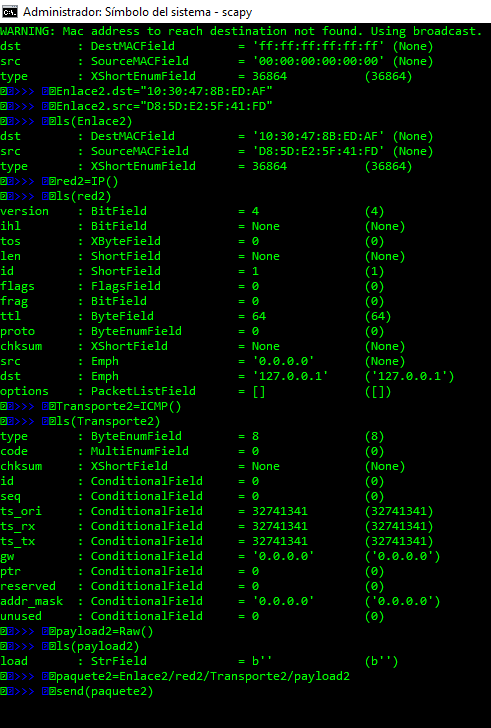 Administrador: Símbolo del sistema - scapy
WARNING: Mac address to reach destination not found. Using broadcast.
dst : DestMACField = 'ff:ff:ff:ff:ff:ff' (None)
src : SourceMACField = '00:00:00:00:00:00' (None)
type : XShortEnumField = 36864 (36864)
>>> Enlace2.dst="10:30:47:8B:ED:AF"
>>> Enlace2.src="D8:5D:E2:5F:41:FD"
>>> ls(Enlace2)
dst : DestMACField = '10:30:47:8B:ED:AF' (None)
src : SourceMACField = 'D8:5D:E2:5F:41:FD' (None)
type : XShortEnumField = 36864 (36864)
>>> red2=IP()
>>> ls(red2)
version : BitField = 4 (4)
ihl : BitField = None (None)
tos : XByteField = 0 (0)
len : ShortField = None (None)
id : ShortField = 1 (1)
flags : FlagsField = 0 (0)
frag : BitField = 0 (0)
ttl : ByteField = 64 (64)
proto : ByteEnumField = 0 (0)
chksum : XShortField = None (None)
src : Emph = '0.0.0.0' (None)
dst : Emph = '127.0.0.1' ('127.0.0.1')
options : PacketListField = [] ([])
>>> Transporte2=ICMP()
>>> ls(Transporte2)
type : ByteEnumField = 8 (8)
code : MultiEnumField = 0 (0)
chksum : XShortField = None (None)
id : ConditionalField = 0 (0)
seq : ConditionalField = 0 (0)
ts_ori : ConditionalField = 32741341 (32741341)
ts_rx : ConditionalField = 32741341 (32741341)
ts_tx : ConditionalField = 32741341 (32741341)
gw : ConditionalField = '0.0.0.0' ('0.0.0.0')
ptr : ConditionalField = 0 (0)
reserved : ConditionalField = 0 (0)
addr_mask : ConditionalField = '0.0.0.0' ('0.0.0.0')
unused : ConditionalField = 0 (0)
>>> payload2=Raw()
>>> ls(payload2)
load : StrField = b'' (b'')
>>> paquete2=Enlace2/red2/Transporte2/payload2
>>> send(paquete2)